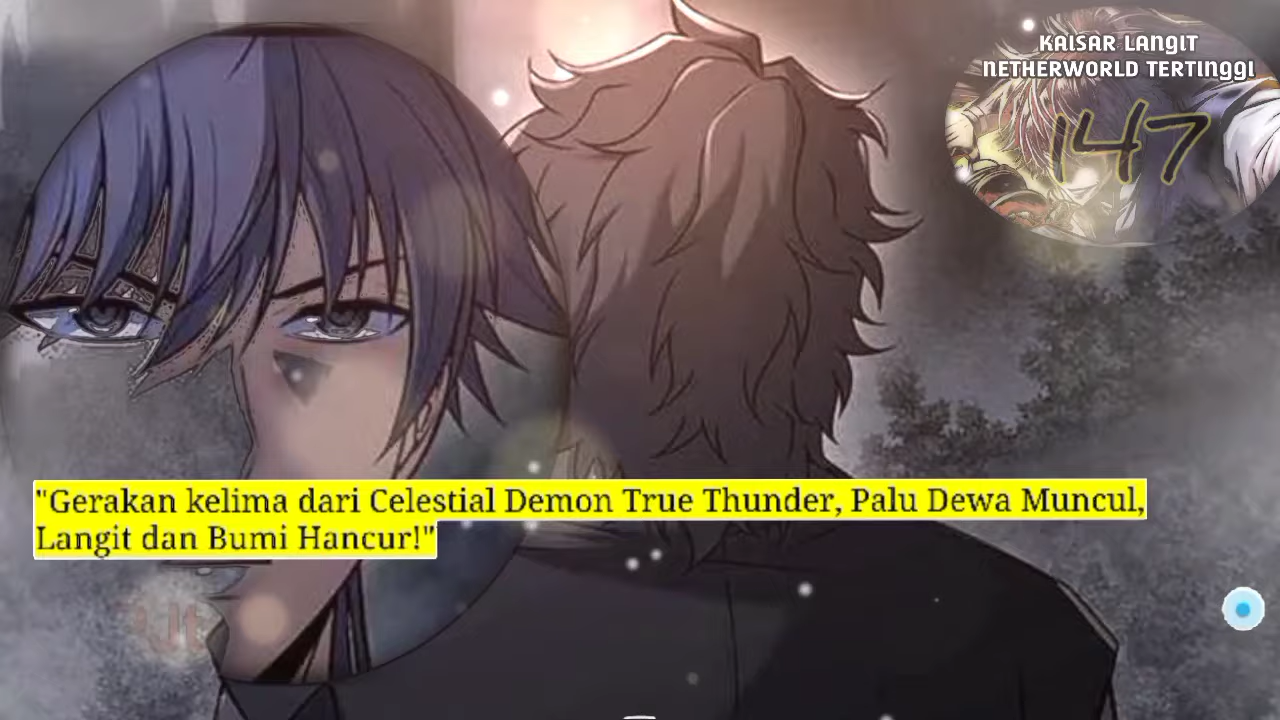 KAISAR LANGIT
NETHERWORLD TERTINGGI
147
"Gerakan kelima dari Celestial Demon True Thunder, Palu Dewa Muncul,
Langit dan Bumi Hancur!"